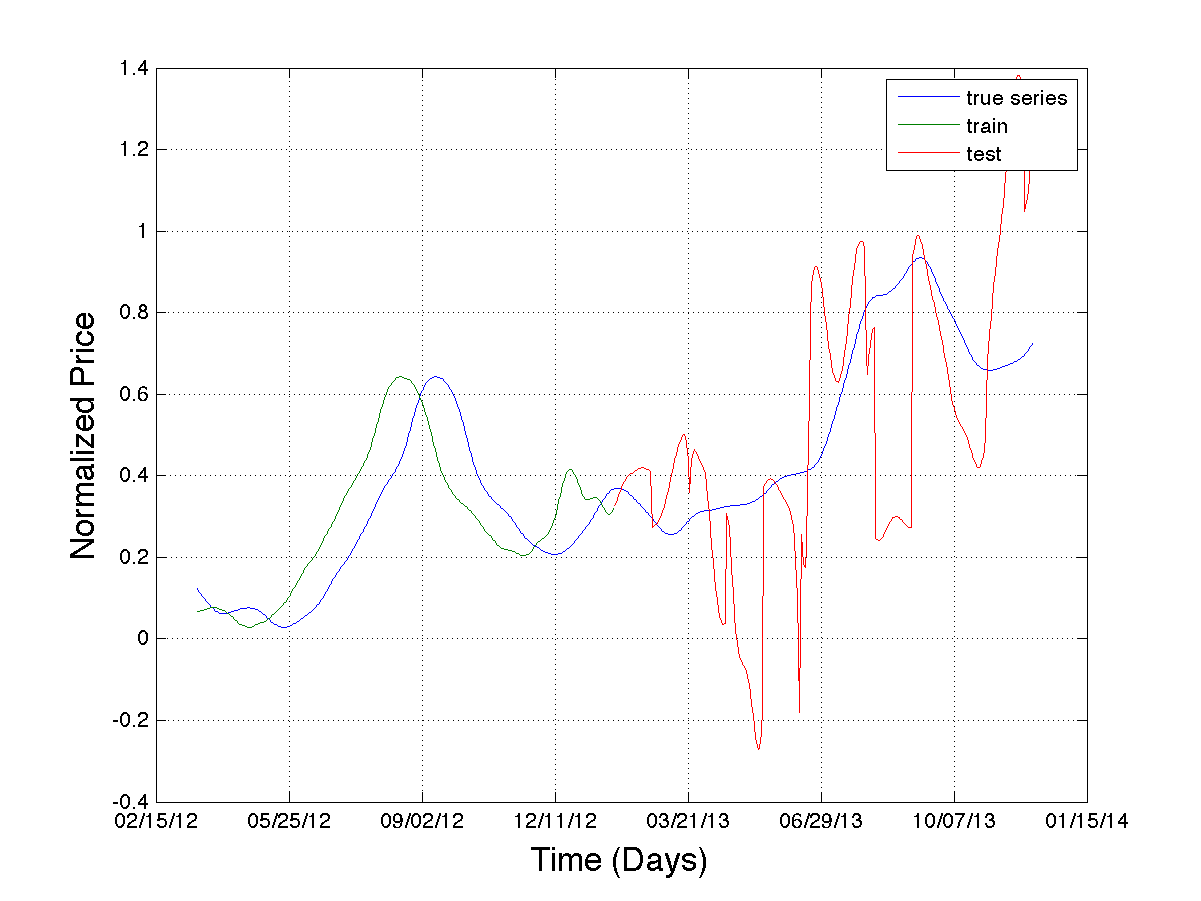 1.4
1.2
1
0.8
0.6
0.4
0.2
0
-0.2
-0.4
Normalized Price
true series
train
test
02/15/12 05/25/12 09/02/12 12/11/12 03/21/13 06/29/13 10/07/13 01/15/14
Time (Days)